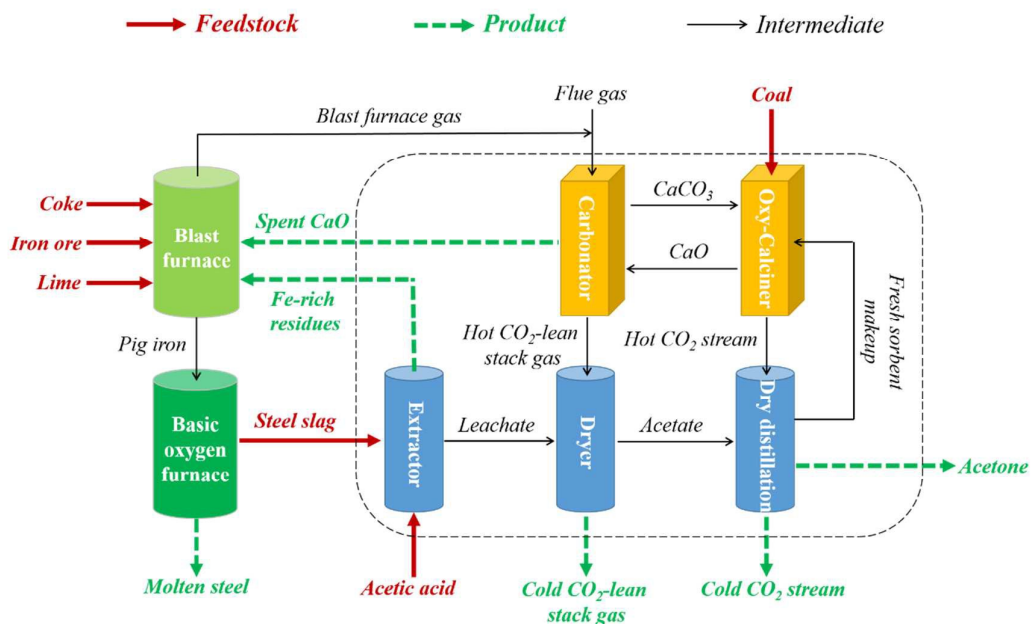 Feedstock
Product
Intermediate
Flue gas
Coal
Blast furnace gas
Coke
Iron ore
Lime
Blast
furnace
Spent CaO
Fe-rich
residues
Carbonator
CaCO3
CaO
Oxy-Calciner
Fresh sorbent
makeup
Pig iron
Hot CO2-lean
stack gas
Hot CO2 stream
Basic
oxygen
furnace
Steel slag
Extractor
Leachate
Dryer
Acetate
Dry distillation
Acetone
Molten steel
Acetic acid
Cold CO2-lean
stack gas
Cold CO2 stream